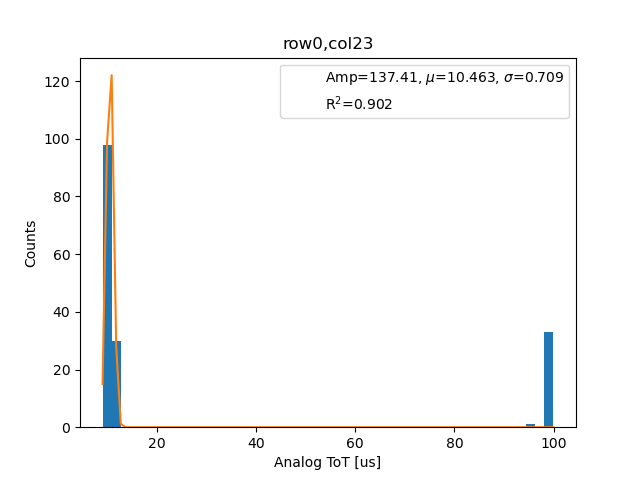 row0,col23
Amp=137.41, μ=10.463, σ=0.709
R²=0.902
120
100
80
60
40
20
0
Counts
20 40 60 80 100
Analog ToT [us]